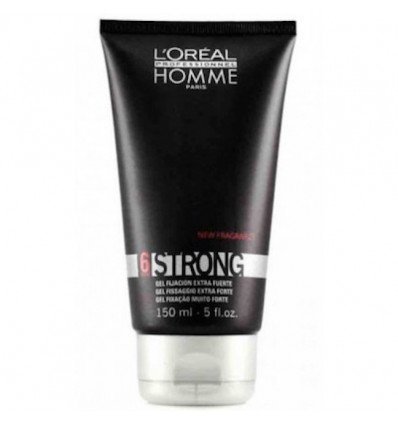 L'ORÉAL
PROFESSIONNEL
HOMME
PARIS
NEW FRAGRANCE
6 STRONG
GEL FIJACIÓN EXTRA FUERTE
GEL FISSAGGIO EXTRA FORTE
GEL FIXAÇÃO MUITO FORTE
150 ml - 5 fl.oz.